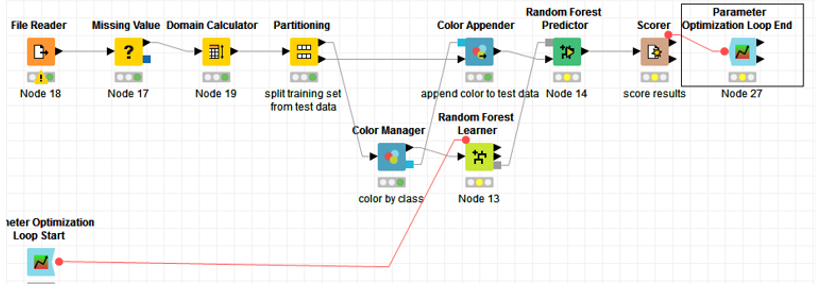 File Reader
Missing Value
Domain Calculator
Partitioning
Color Appender
Random Forest
Predictor
Scorer
Parameter
Optimization Loop End
?
Node 18
Node 17
Node 19
split training set
from test data
append color to test data
Node 14
score results
Node 27
Color Manager
Random Forest
Learner
color by class
Node 13
meter Optimization
Loop Start